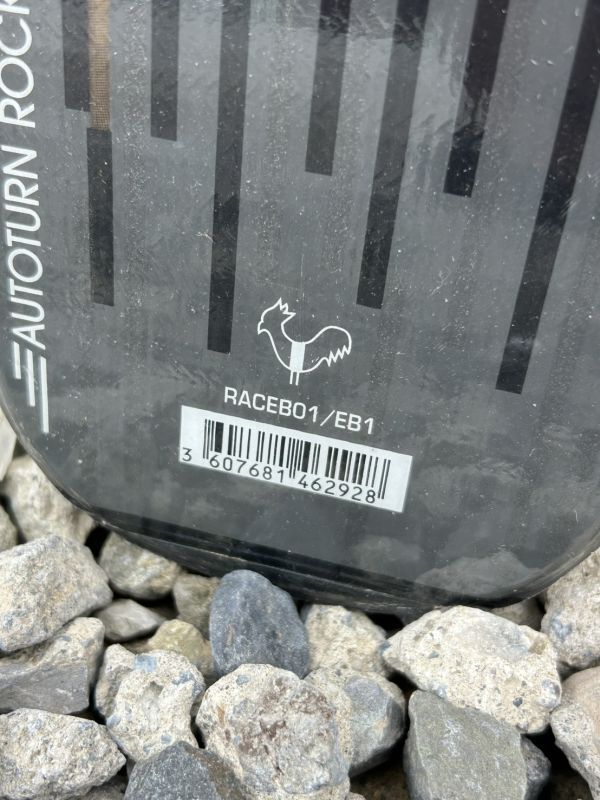 AUTOTURN ROCK
RACEB01/EB1
3 607681 462928